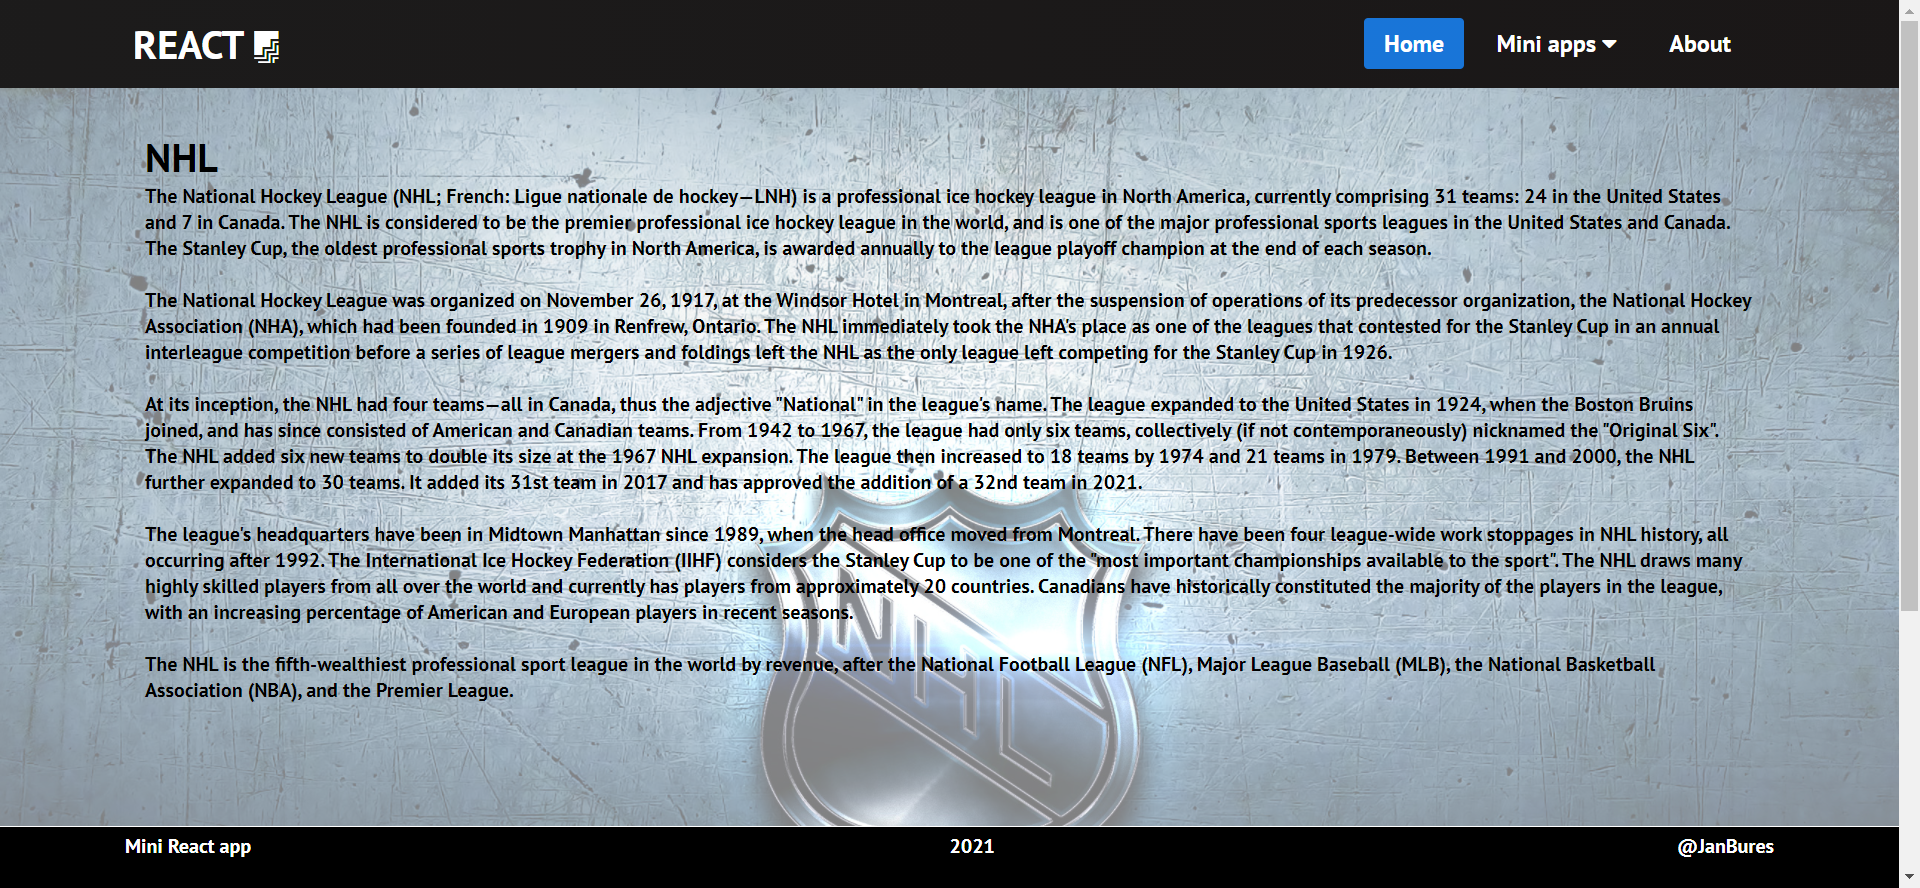 REACT
Home
Mini apps
About
NHL
The National Hockey League (NHL; French: Ligue nationale de hockey—LNH) is a professional ice hockey league in North America, currently comprising 31 teams: 24 in the United States
and 7 in Canada. The NHL is considered to be the premier professional ice hockey league in the world, and is one of the major professional sports leagues in the United States and Canada.
The Stanley Cup, the oldest professional sports trophy in North America, is awarded annually to the league playoff champion at the end of each season.
The National Hockey League was organized on November 26, 1917, at the Windsor Hotel in Montreal, after the suspension of operations of its predecessor organization, the National Hockey
Association (NHA), which had been founded in 1909 in Renfrew, Ontario. The NHL immediately took the NHA's place as one of the leagues that contested for the Stanley Cup in an annual
interleague competition before a series of league mergers and foldings left the NHL as the only league left competing for the Stanley Cup in 1926.
At its inception, the NHL had four teams—all in Canada, thus the adjective "National" in the league's name. The league expanded to the United States in 1924, when the Boston Bruins
joined, and has since consisted of American and Canadian teams. From 1942 to 1967, the league had only six teams, collectively (if not contemporaneously) nicknamed the "Original Six".
The NHL added six new teams to double its size at the 1967 NHL expansion. The league then increased to 18 teams by 1974 and 21 teams in 1979. Between 1991 and 2000, the NHL
further expanded to 30 teams. It added its 31st team in 2017 and has approved the addition of a 32nd team in 2021.
The league's headquarters have been in Midtown Manhattan since 1989, when the head office moved from Montreal. There have been four league-wide work stoppages in NHL history, all
occurring after 1992. The International Ice Hockey Federation (IIHF) considers the Stanley Cup to be one of the "most important championships available to the sport". The NHL draws many
highly skilled players from all over the world and currently has players from approximately 20 countries. Canadians have historically constituted the majority of the players in the league,
with an increasing percentage of American and European players in recent seasons.
The NHL is the fifth-wealthiest professional sport league in the world by revenue, after the National Football League (NFL), Major League Baseball (MLB), the National Basketball
Association (NBA), and the Premier League.
NHL
Mini React app
2021
@JanBures